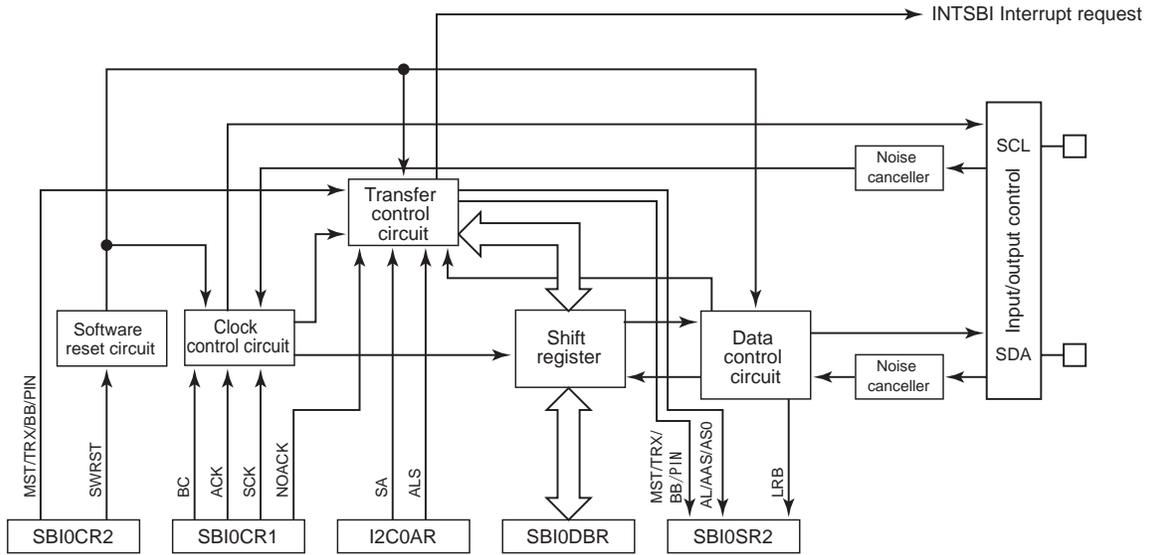 INTSBI Interrupt request
SCL
Noise
canceller
Transfer
control
circuit
Input/output control
Software
reset circuit
Clock
control circuit
Shift
register
Data
control
circuit
SDA
Noise
canceller
MST/TRX/BB/PIN
SWRST
BC
ACK
SCK
NOACK
SA
ALS
MST/TRX/
BB/PIN
AL/AAS/AS0
LRB
SBI0CR2
SBI0CR1
I2C0AR
SBI0DBR
SBI0SR2